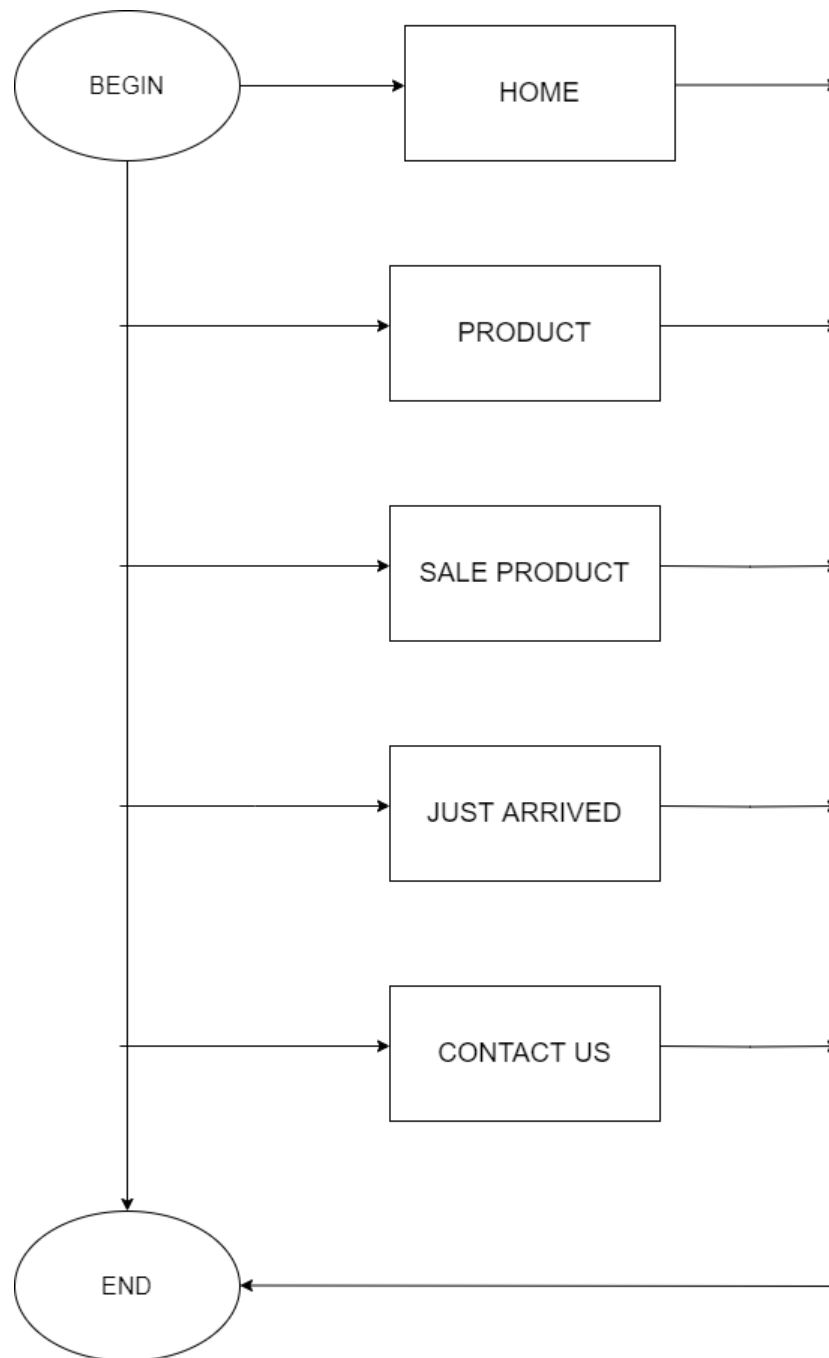 BEGIN
HOME
PRODUCT
SALE PRODUCT
JUST ARRIVED
CONTACT US
END